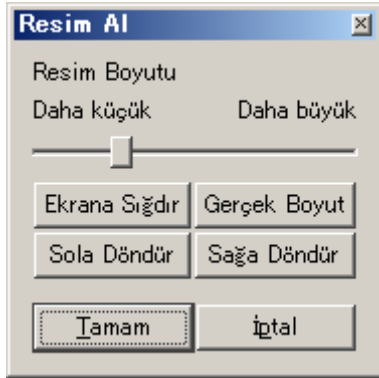 Resim Al
Resim Boyutu
Daha küçük Daha büyük
Ekrana Sığdır Gerçek Boyut
Sola Döndür Sağa Döndür
Tamam İptal